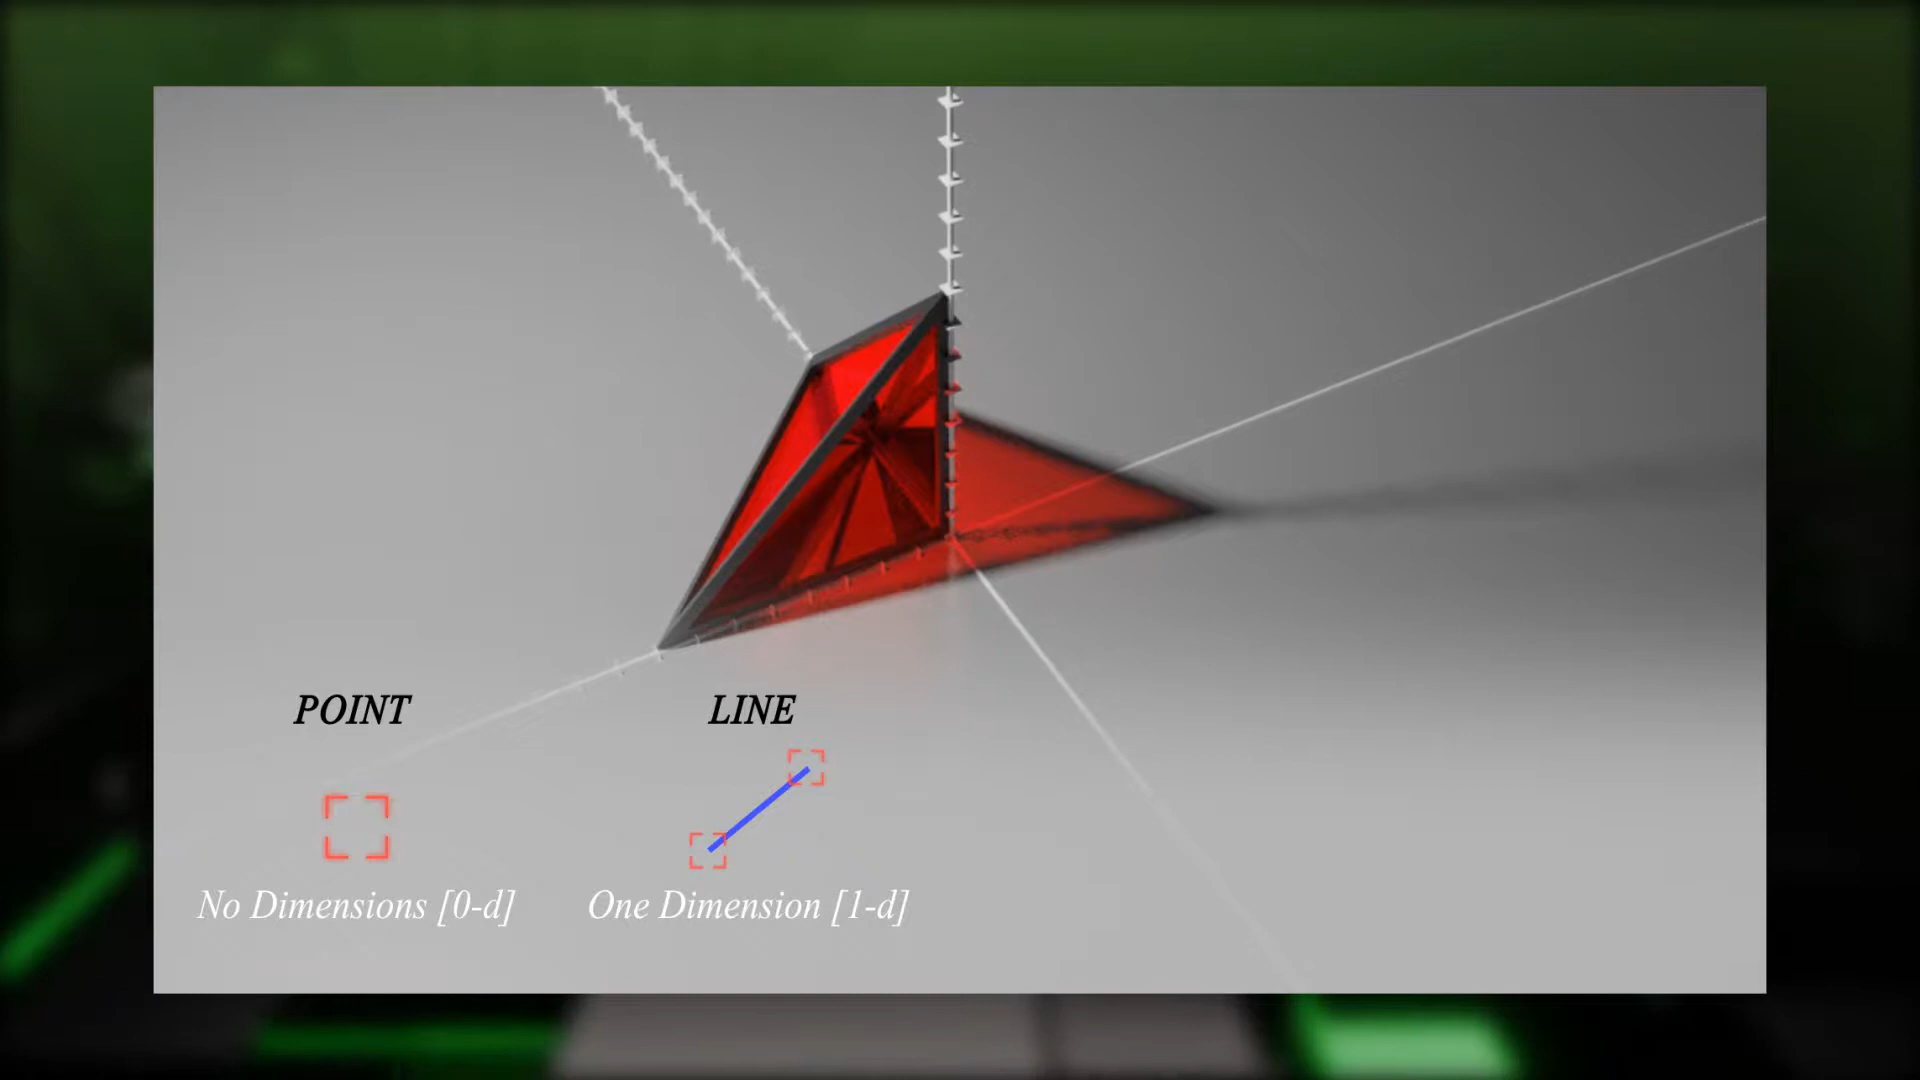 POINT
LINE
No Dimensions [0-d]
One Dimension [1-d]